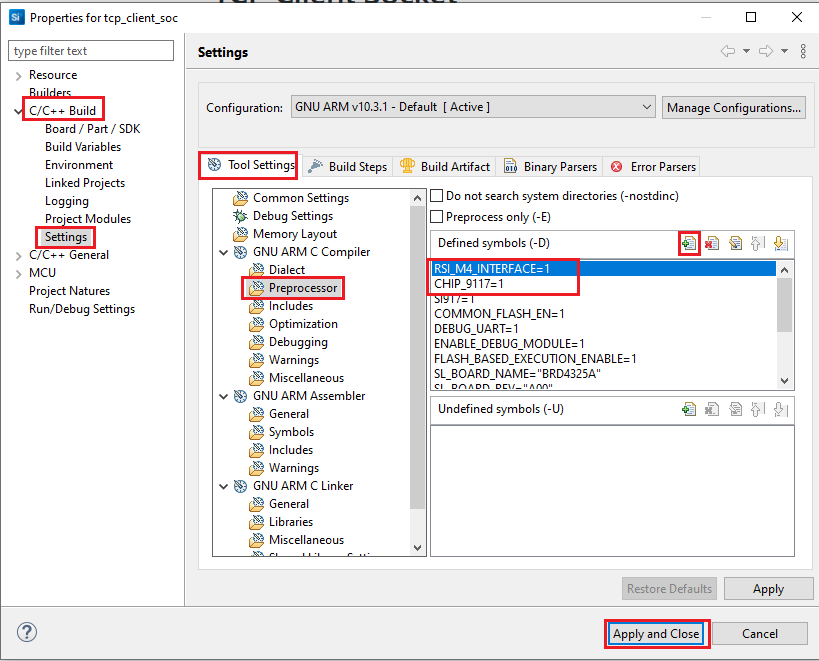 TCP Client Socket
Si Properties for tcp_client_soc
type filter text
Resource
Builders
C/C++ Build
Board / Part / SDK
Build Variables
Environment
Linked Projects
Logging
Project Modules
Settings
C/C++ General
MCU
Project Natures
Run/Debug Settings
Settings
Configuration: GNU ARM v10.3.1 - Default [ Active ] Manage Configurations...
Tool Settings Build Steps Build Artifact Binary Parsers Error Parsers
Common Settings
Debug Settings
Memory Layout
GNU ARM C Compiler
Dialect
Preprocessor
Includes
Optimization
Debugging
Warnings
Miscellaneous
GNU ARM Assembler
General
Symbols
Includes
Warnings
GNU ARM C Linker
General
Libraries
Miscellaneous
Do not search system directories (-nostdinc)
Preprocess only (-E)
Defined symbols (-D)
RSI_M4_INTERFACE=1
CHIP_9117=1
SI917=1
COMMON_FLASH_EN=1
DEBUG_UART=1
ENABLE_DEBUG_MODULE=1
FLASH_BASED_EXECUTION_ENABLE=1
SL_BOARD_NAME="BRD4325A"
SL_BOARD_REV="A00"
Undefined symbols (-U)
Restore Defaults Apply
? Apply and Close Cancel